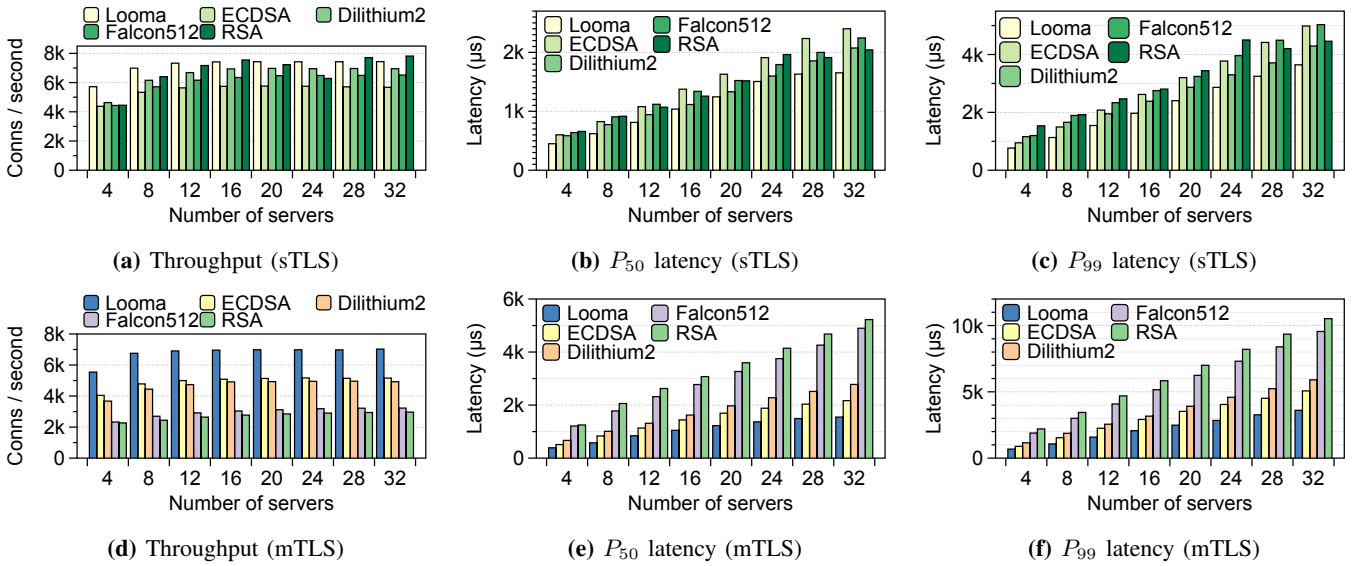 Looma ECDSA Dilithium2
Falcon512 RSA
Conns / second
8k
6k
4k
2k
0
4 8 12 16 20 24 28 32
Number of servers
(a) Throughput (sTLS)
Looma Falcon512
ECDSA RSA
Dilithium2
Latency (µs)
2k
1k
0
4 8 12 16 20 24 28 32
Number of servers
(b) P50 latency (sTLS)
Looma Falcon512
ECDSA RSA
Dilithium2
Latency (µs)
4k
2k
0
4 8 12 16 20 24 28 32
Number of servers
(c) P99 latency (sTLS)
Looma ECDSA Dilithium2
Falcon512 RSA
Conns / second
8k
6k
4k
2k
0
4 8 12 16 20 24 28 32
Number of servers
(d) Throughput (mTLS)
Looma Falcon512
ECDSA RSA
Dilithium2
Latency (µs)
6k
4k
2k
0
4 8 12 16 20 24 28 32
Number of servers
(e) P50 latency (mTLS)
Looma Falcon512
ECDSA RSA
Dilithium2
Latency (µs)
10k
5k
0
4 8 12 16 20 24 28 32
Number of servers
(f) P99 latency (mTLS)